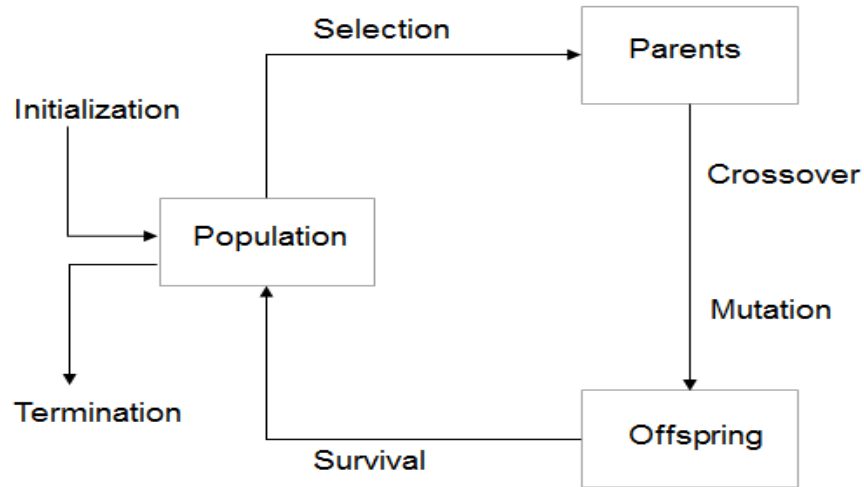 Selection
Parents
Initialization
Crossover
Population
Mutation
Termination
Offspring
Survival